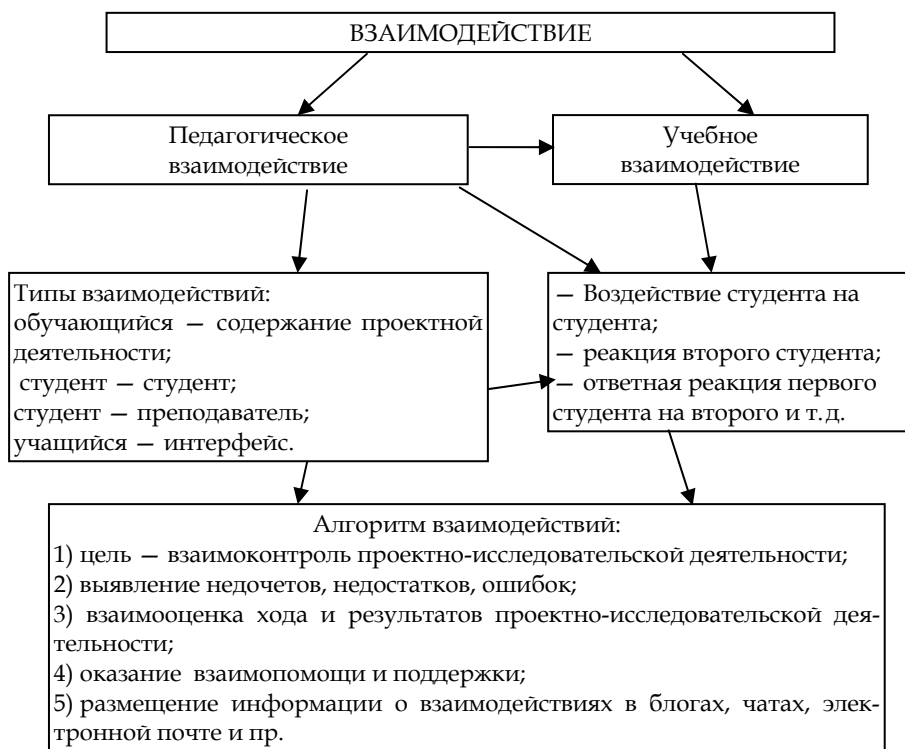 ВЗАИМОДЕЙСТВИЕ
Педагогическое
взаимодействие
Учебное
взаимодействие
Типы взаимодействий:
обучающийся — содержание проектной
деятельности;
студент — студент;
студент — преподаватель;
учащийся — интерфейс.
— Воздействие студента на
студента;
— реакция второго студента;
— ответная реакция первого
студента на второго и т.д.
Алгоритм взаимодействий:
1) цель — взаимоконтроль проектно-исследовательской деятельности;
2) выявление недочетов, недостатков, ошибок;
3) взаимооценка хода и результатов проектно-исследовательской дея-
тельности;
4) оказание взаимопомощи и поддержки;
5) размещение информации о взаимодействиях в блогах, чатах, элек-
тронной почте и пр.